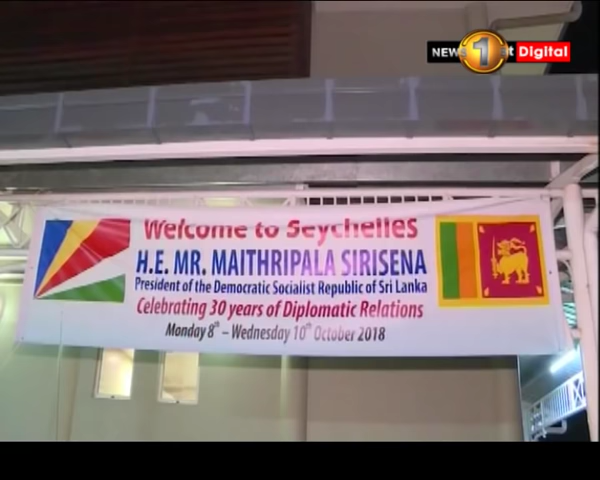 NEWS 1st Digital
Welcome to Seychelles
H.E. MR. MAITHRIPALA SIRISENA
President of the Democratic Socialist Republic of Sri Lanka
Celebrating 30 years of Diplomatic Relations
Monday 8th – Wednesday 10th October 2018